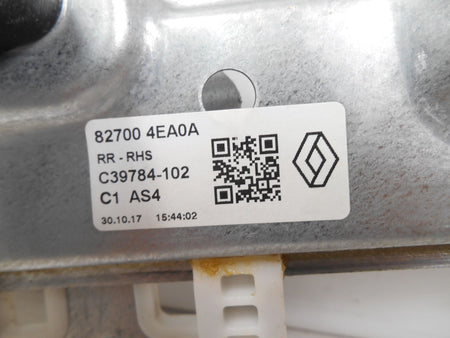 82700 4EA0A
RR - RHS
C39784-102
C1 AS4
30.10.17 15:44:02